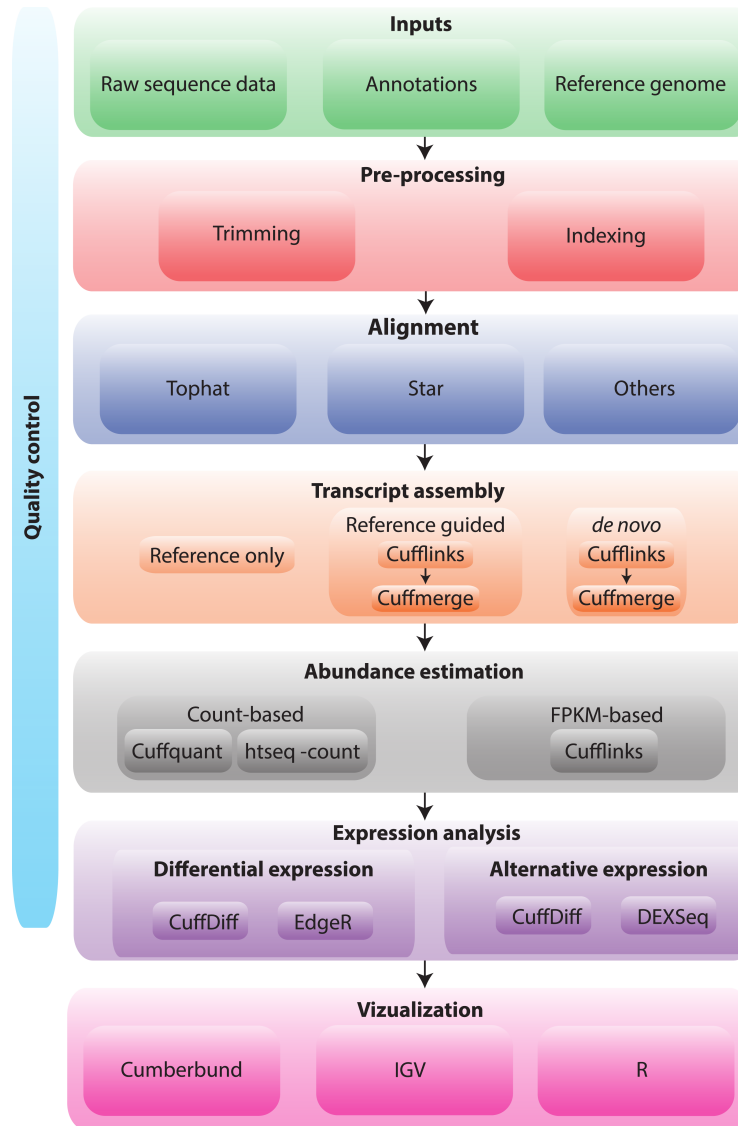 Quality control
Inputs
Raw sequence data
Annotations
Reference genome
Pre-processing
Trimming
Indexing
Alignment
Tophat
Star
Others
Transcript assembly
Reference only
Reference guided
Cufflinks
Cuffmerge
de novo
Cufflinks
Cuffmerge
Abundance estimation
Count-based
Cuffquant
htseq -count
FPKM-based
Cufflinks
Expression analysis
Differential expression
CuffDiff
EdgeR
Alternative expression
CuffDiff
DEXSeq
Vizualization
Cumberbund
IGV
R